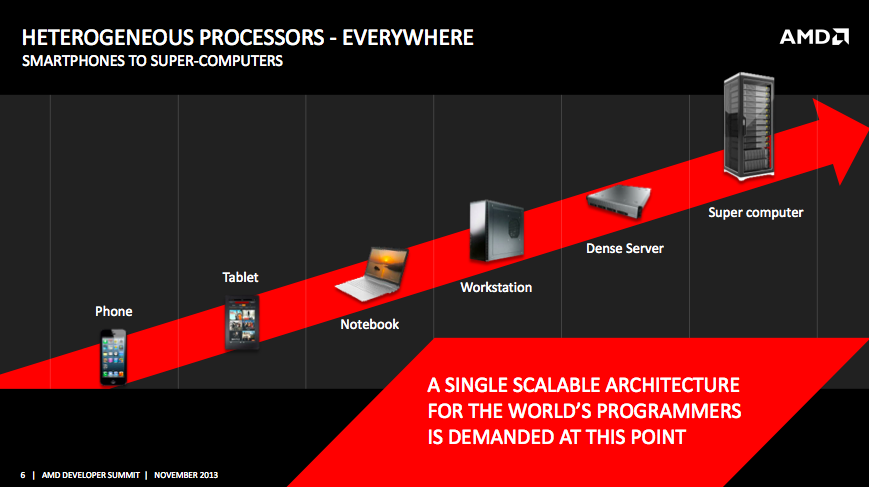 HETEROGENEOUS PROCESSORS - EVERYWHERE
SMARTPHONES TO SUPER-COMPUTERS
AMD
Super computer
Dense Server
Workstation
Tablet
Notebook
Phone
A SINGLE SCALABLE ARCHITECTURE
FOR THE WORLD’S PROGRAMMERS
IS DEMANDED AT THIS POINT
6 | AMD DEVELOPER SUMMIT | NOVEMBER 2013